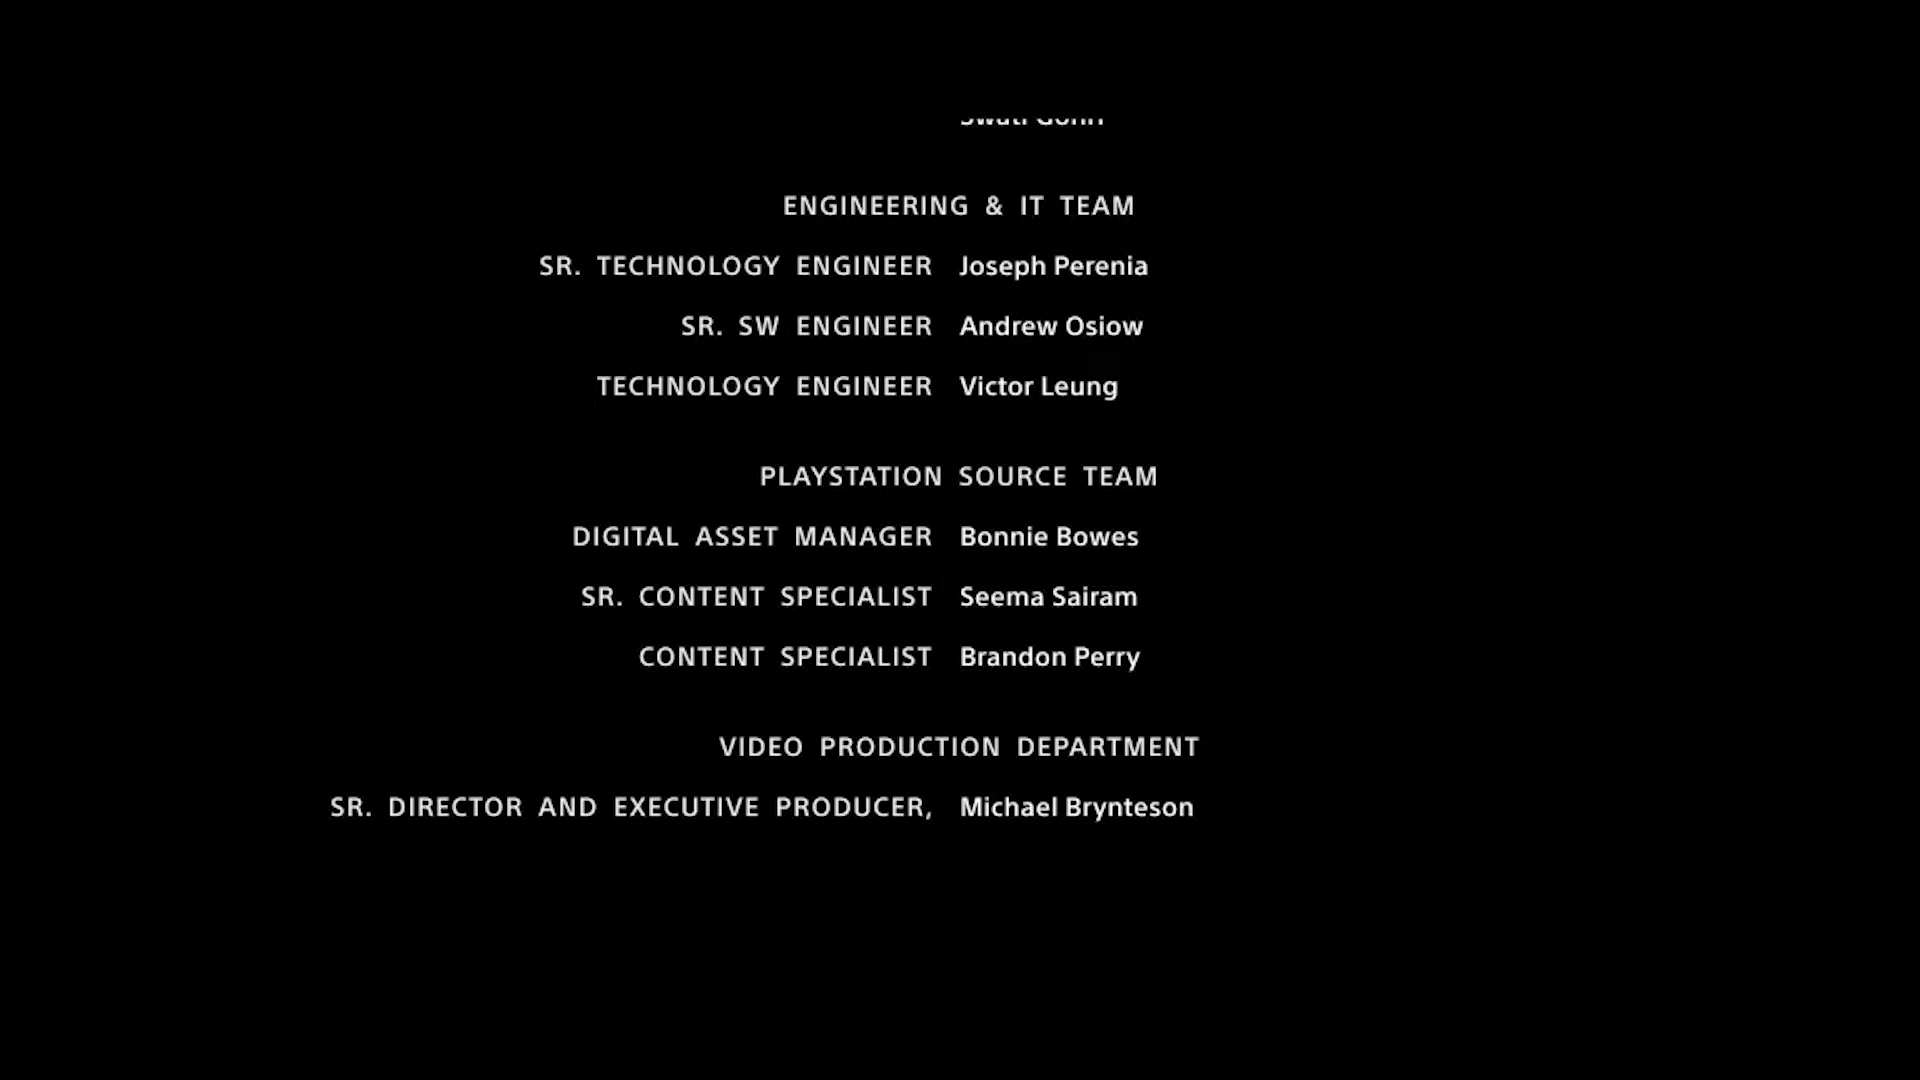 ENGINEERING & IT TEAM
SR. TECHNOLOGY ENGINEER Joseph Perenia
SR. SW ENGINEER Andrew Osiow
TECHNOLOGY ENGINEER Victor Leung
PLAYSTATION SOURCE TEAM
DIGITAL ASSET MANAGER Bonnie Bowes
SR. CONTENT SPECIALIST Seema Sairam
CONTENT SPECIALIST Brandon Perry
VIDEO PRODUCTION DEPARTMENT
SR. DIRECTOR AND EXECUTIVE PRODUCER, Michael Brynteson